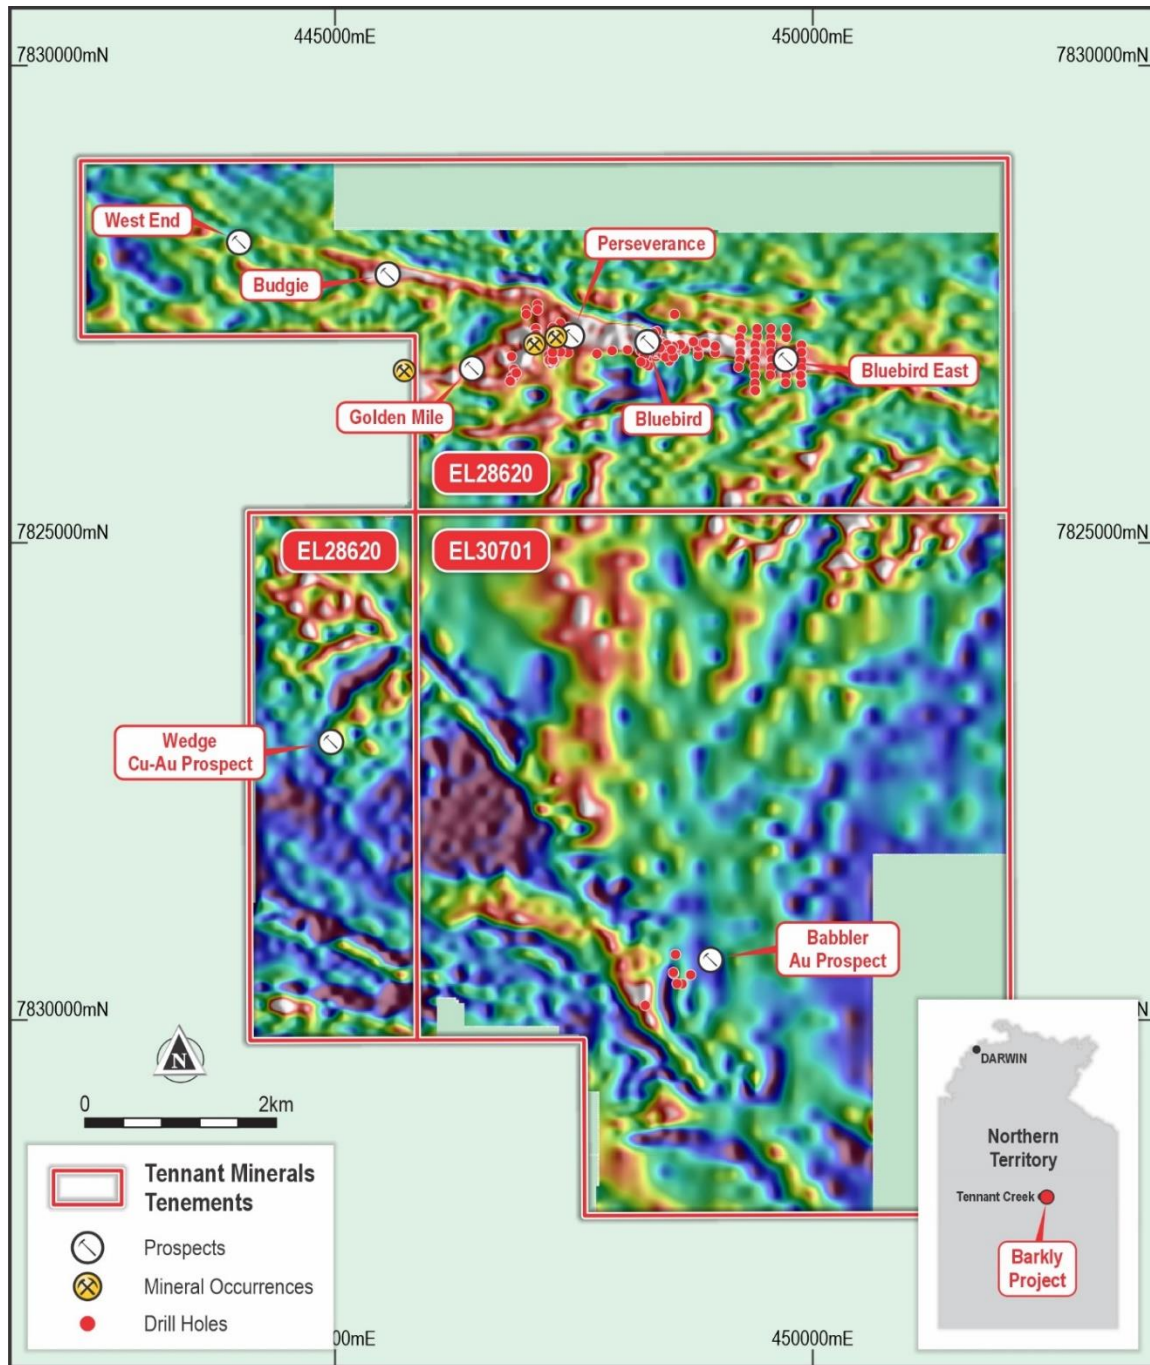 445000mE
450000mE
7830000mN
7830000mN
West End
Perseverance
Budgie
Bluebird East
Golden Mile
Bluebird
EL28620
7825000mN
7825000mN
EL28620
EL30701
Wedge
Cu-Au Prospect
Babbler
Au Prospect
7830000mN
N
0
2km
DARWIN
Northern
Territory
Tennant Creek
Barkly
Project
Tennant Minerals
Tenements
Prospects
Mineral Occurrences
Drill Holes
00mE
450000mE